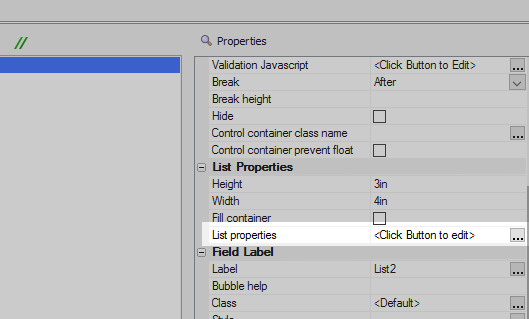 //
Properties
Validation Javascript <Click Button to Edit> ...
Break After
Break height
Hide
Control container class name ...
Control container prevent float
List Properties
Height 3in
Width 4in
Fill container
List properties <Click Button to edit> ...
Field Label
Label List2 ...
Bubble help
Class <Default> ...
Style